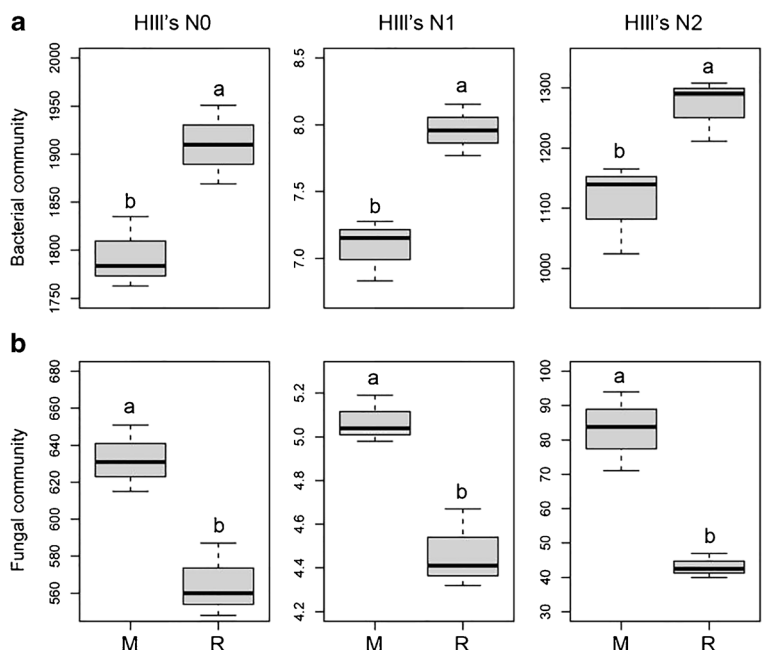 a
HIll's N0 HIll's N1 HIll's N2
Bacterial community
2000
1950
1900
1850
1800
1750
b
a
8.5
8.0
7.5
7.0
b
a
1300
1200
1100
1000
b
a
b
Fungal community
680
660
640
620
600
580
560
a
b
5.2
5.0
4.8
4.6
4.4
4.2
a
b
100
90
80
70
60
50
40
30
a
b
M R M R M R